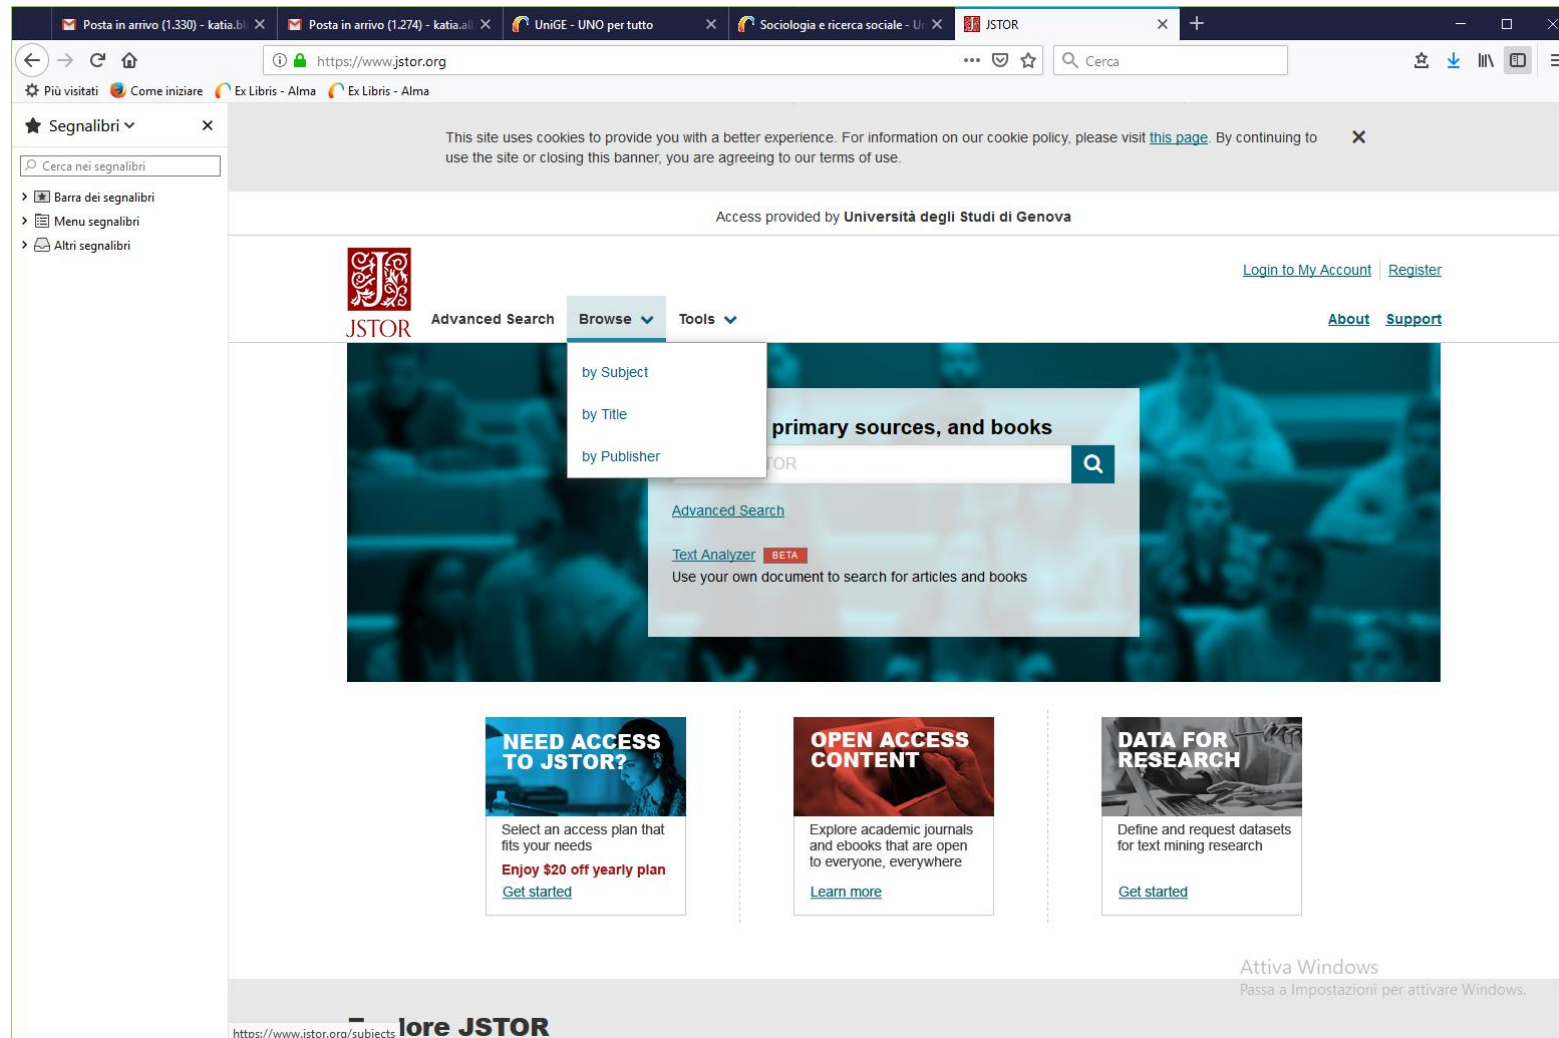 Posta in arrivo (1.330) - katia.bl
Posta in arrivo (1.274) - katia.all
UniGE - UNO per tutto
Sociologia e ricerca sociale - Un
JSTOR
https://www.jstor.org
Cerca
Più visitati
Come iniziare
Ex Libris - Alma
Ex Libris - Alma
Segnalibri
Cerca nei segnalibri
Barra dei segnalibri
Menu segnalibri
Altri segnalibri
This site uses cookies to provide you with a better experience. For information on our cookie policy, please visit this page. By continuing to
use the site or closing this banner, you are agreeing to our terms of use.
Access provided by Università degli Studi di Genova
Login to My Account
Register
JSTOR
Advanced Search
Browse
Tools
About
Support
by Subject
by Title
by Publisher
primary sources, and books
TOR
Advanced Search
Text Analyzer BETA
Use your own document to search for articles and books
NEED ACCESS
TO JSTOR?
Select an access plan that
fits your needs
Enjoy $20 off yearly plan
Get started
OPEN ACCESS
CONTENT
Explore academic journals
and ebooks that are open
to everyone, everywhere
Learn more
DATA FOR
RESEARCH
Define and request datasets
for text mining research
Get started
Attiva Windows
Passa a Impostazioni per attivare Windows.
lore JSTOR
https://www.jstor.org/subjects